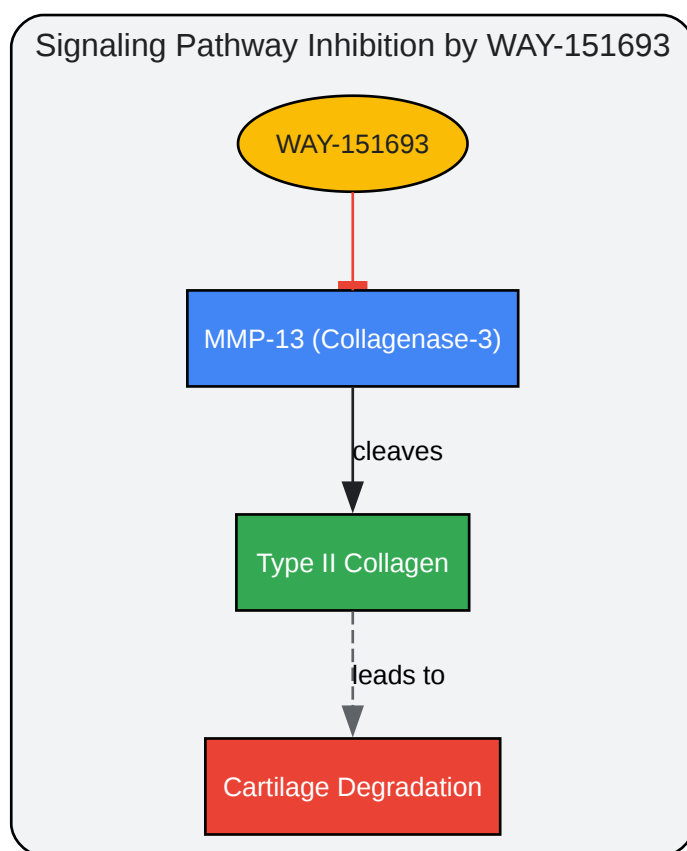 Signaling Pathway Inhibition by WAY-151693
WAY-151693
MMP-13 (Collagenase-3)
cleaves
Type II Collagen
leads to
Cartilage Degradation